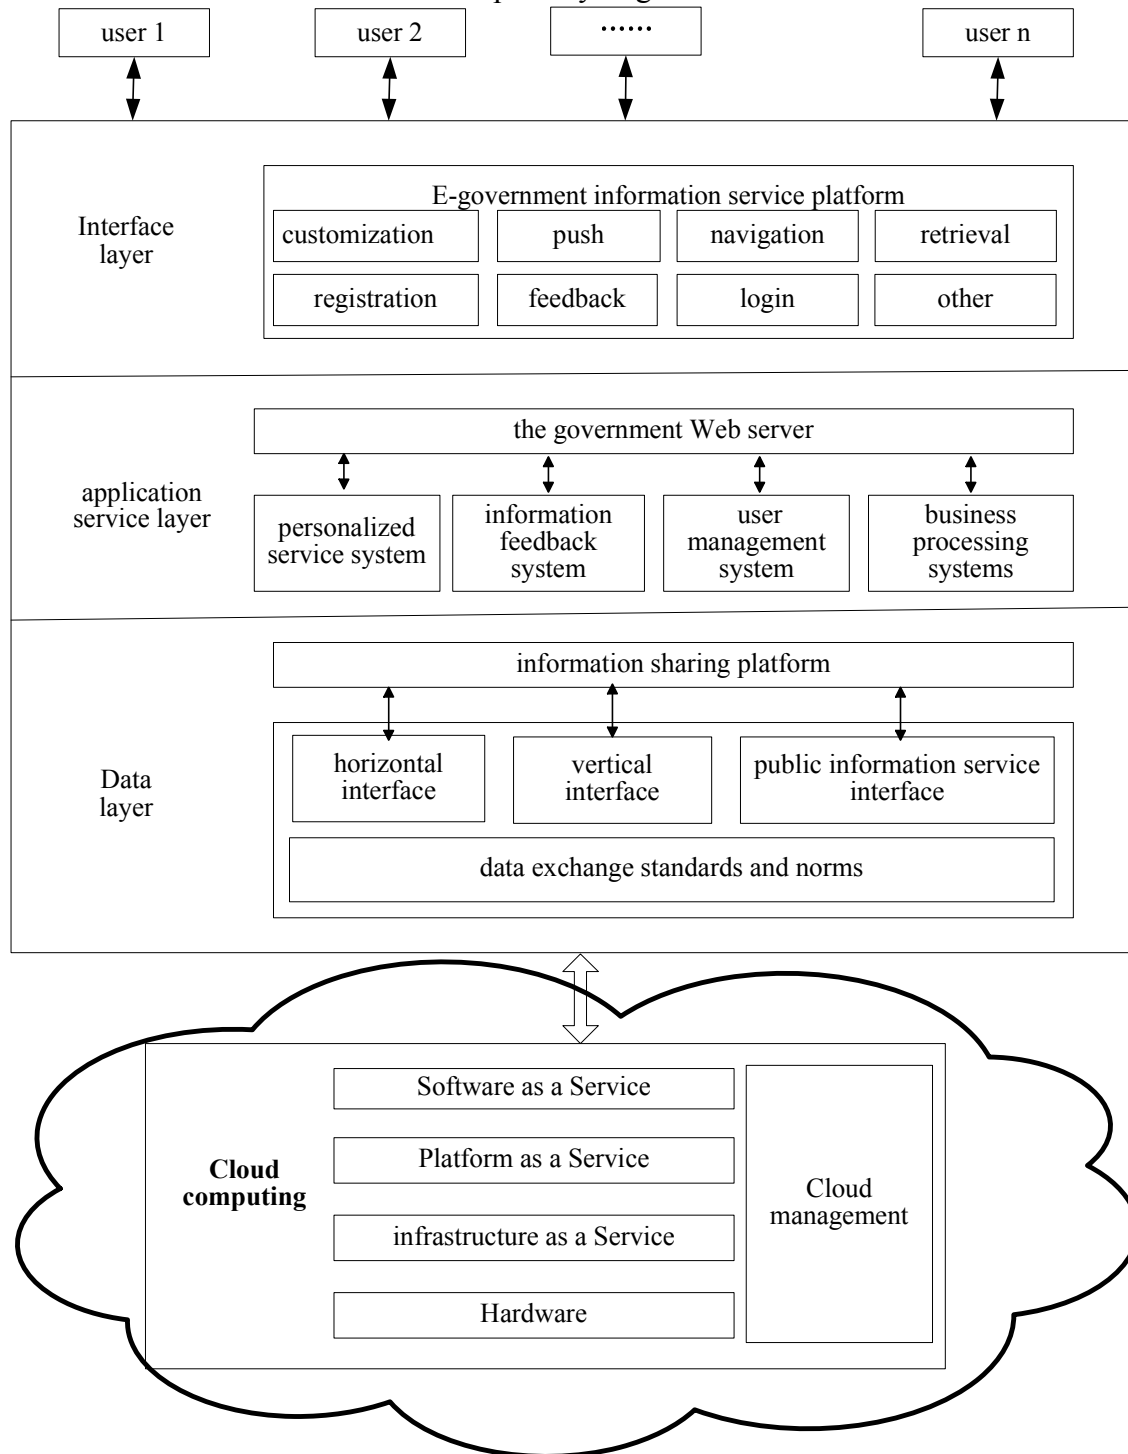 user 1
user 2
......
user n
Interface
layer
E-government information service platform
customization
push
navigation
retrieval
registration
feedback
login
other
application
service layer
the government Web server
personalized
service system
information
feedback
system
user
management
system
business
processing
systems
Data
layer
information sharing platform
horizontal
interface
vertical
interface
public information service
interface
data exchange standards and norms
Cloud
computing
Software as a Service
Platform as a Service
infrastructure as a Service
Hardware
Cloud
management